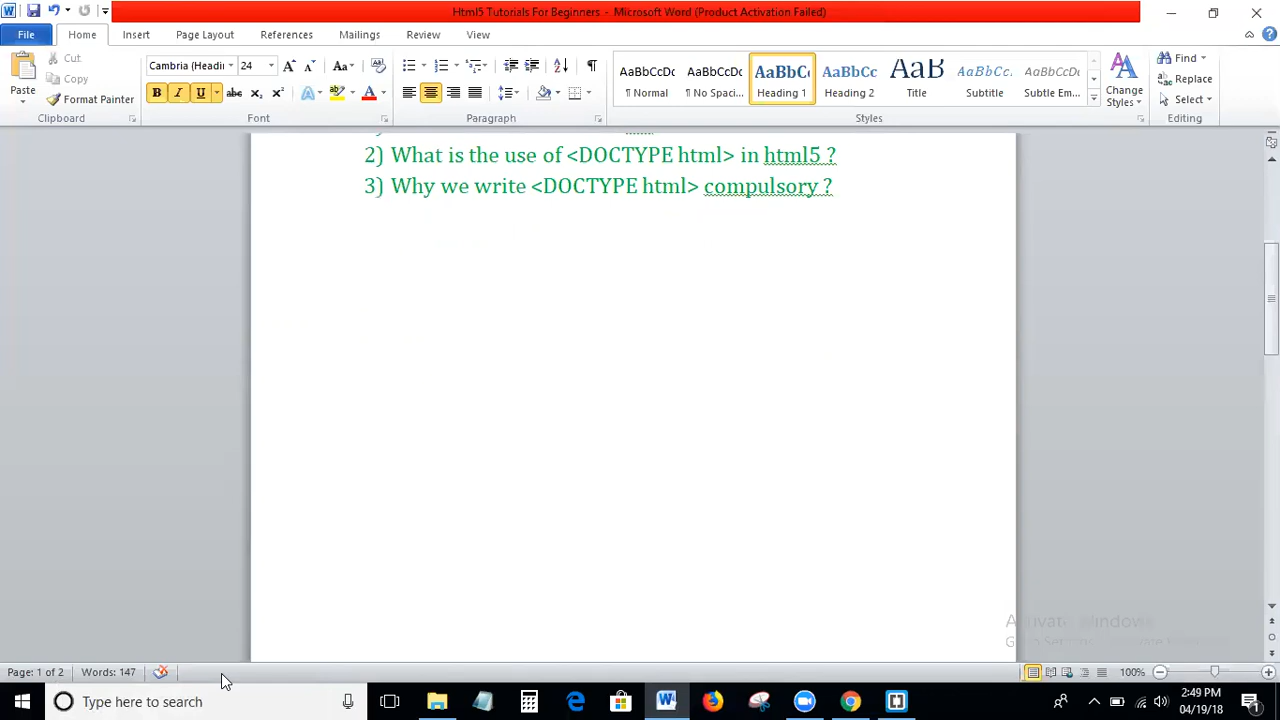 Html5 Tutorials For Beginners - Microsoft Word (Product Activation Failed)
File Home Insert Page Layout References Mailings Review View
Paste
Cut
Copy
Format Painter
Clipboard
Cambria (Headi 24
Font
Paragraph
AaBbCcDc AaBbCcDc AaBbC AaBbCc AaB AaBbCc. AaBbCcDc
¶ Normal ¶ No Spaci... Heading 1 Heading 2 Title Subtitle Subtle Em...
Change Styles
Styles
Find
Replace
Select
Editing
2) What is the use of <DOCTYPE html> in html5 ?
3) Why we write <DOCTYPE html> compulsory ?
Page: 1 of 2 Words: 147 100%
Type here to search
2:49 PM
04/19/18